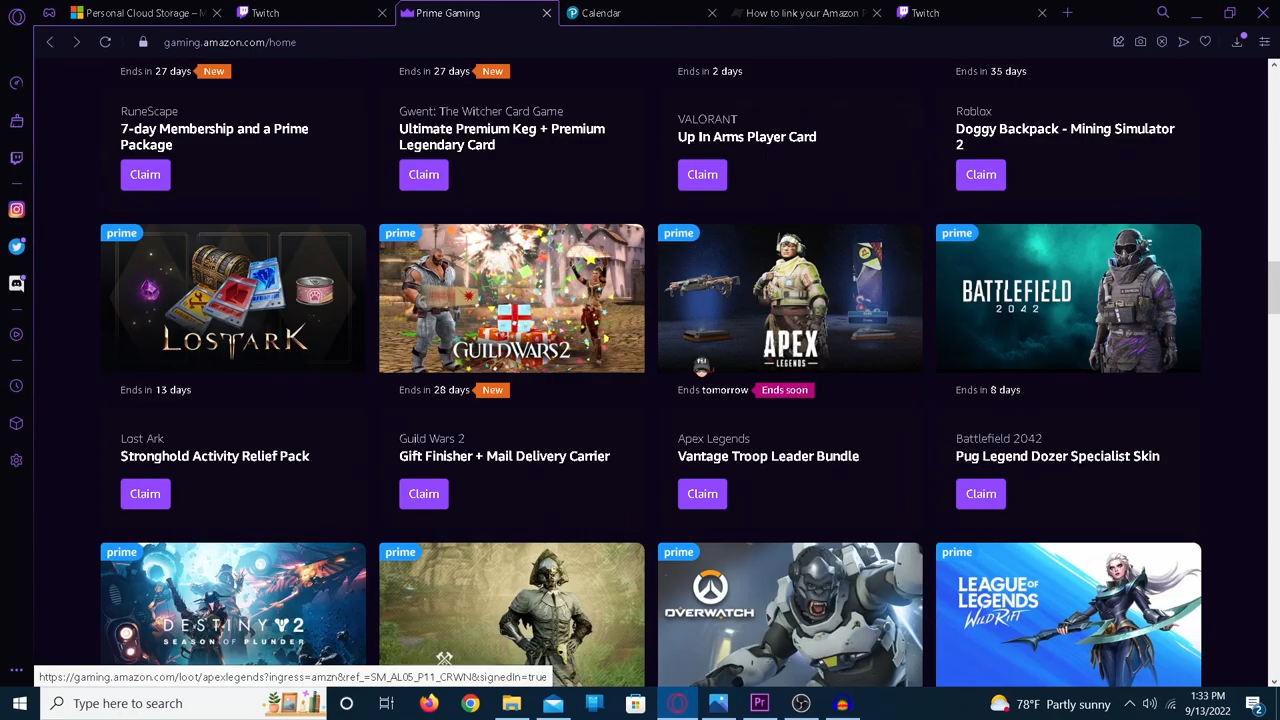 Personal Cloud Storage – M
Twitch
Prime Gaming
Calendar
How to link your Amazon P
Twitch
gaming.amazon.com/home
Ends in 27 days New
Ends in 27 days New
Ends in 2 days
Ends in 35 days
RuneScape
7-day Membership and a Prime
Package
Claim
Gwent: The Witcher Card Game
Ultimate Premium Keg + Premium
Legendary Card
Claim
VALORANT
Up In Arms Player Card
Claim
Roblox
Doggy Backpack - Mining Simulator
2
Claim
prime
LOST ARK
prime
GUILD WARS 2
prime
APEX
LEGENDS
prime
BATTLEFIELD
2042
Ends in 13 days
Ends in 28 days New
Ends tomorrow Ends soon
Ends in 8 days
Lost Ark
Stronghold Activity Relief Pack
Claim
Guild Wars 2
Gift Finisher + Mail Delivery Carrier
Claim
Apex Legends
Vantage Troop Leader Bundle
Claim
Battlefield 2042
Pug Legend Dozer Specialist Skin
Claim
prime
DESTINY 2
SEASON OF PLUNDER
prime
prime
OVERWATCH
prime
LEAGUE OF
LEGENDS
WILD RIFT
https://gaming.amazon.com/loot/apexlegends?ingress=amzn&ref_=SM_AL05_P11_CRWN&signedIn=true
Type here to search
Pr
78°F Partly sunny
1:33 PM
9/13/2022
2